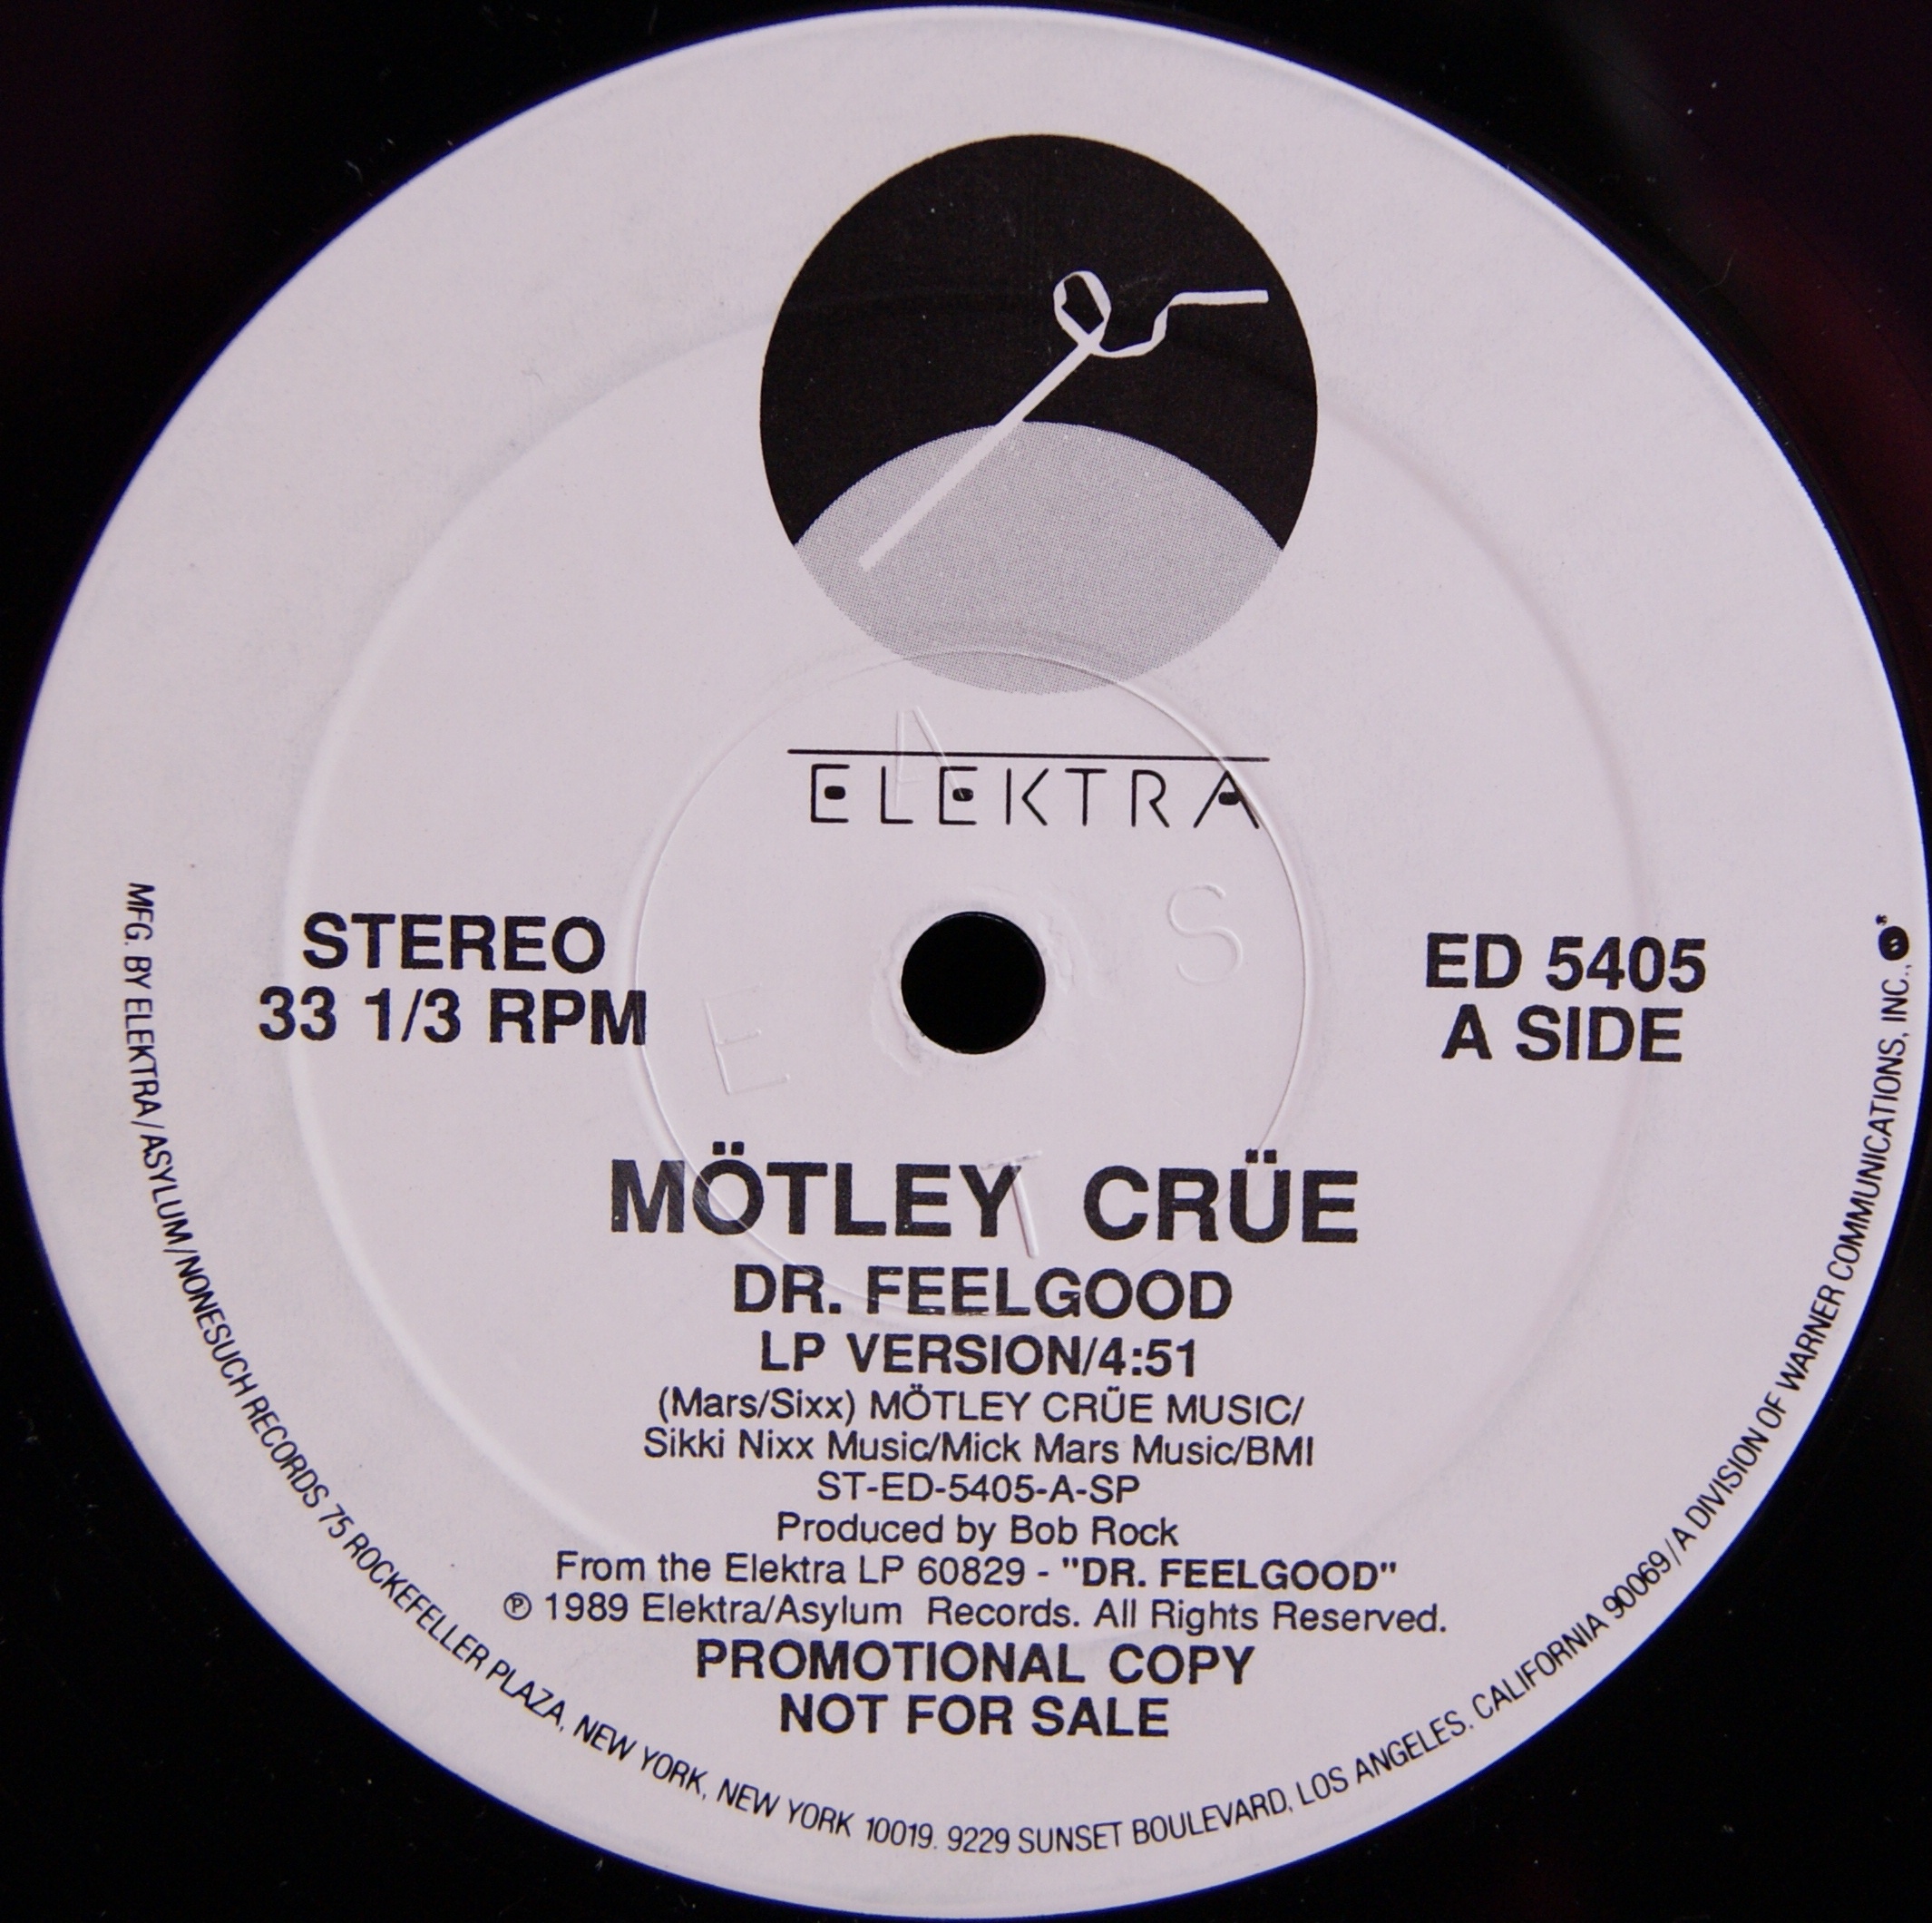 ELEKTRA
STEREO
33 1/3 RPM
ED 5405
A SIDE
E A S T
MÖTLEY CRÜE
DR. FEELGOOD
LP VERSION/4:51
(Mars/Sixx) MÖTLEY CRÜE MUSIC/
Sikki Nixx Music/Mick Mars Music/BMI
ST-ED-5405-A-SP
Produced by Bob Rock
From the Elektra LP 60829 - "DR. FEELGOOD"
℗ 1989 Elektra/Asylum Records. All Rights Reserved.
PROMOTIONAL COPY
NOT FOR SALE
MFG. BY ELEKTRA/ASYLUM/NONESUCH RECORDS 75 ROCKEFELLER PLAZA, NEW YORK, NEW YORK 10019. 9229 SUNSET BOULEVARD, LOS ANGELES, CALIFORNIA 90069/A DIVISION OF WARNER COMMUNICATIONS, INC.,